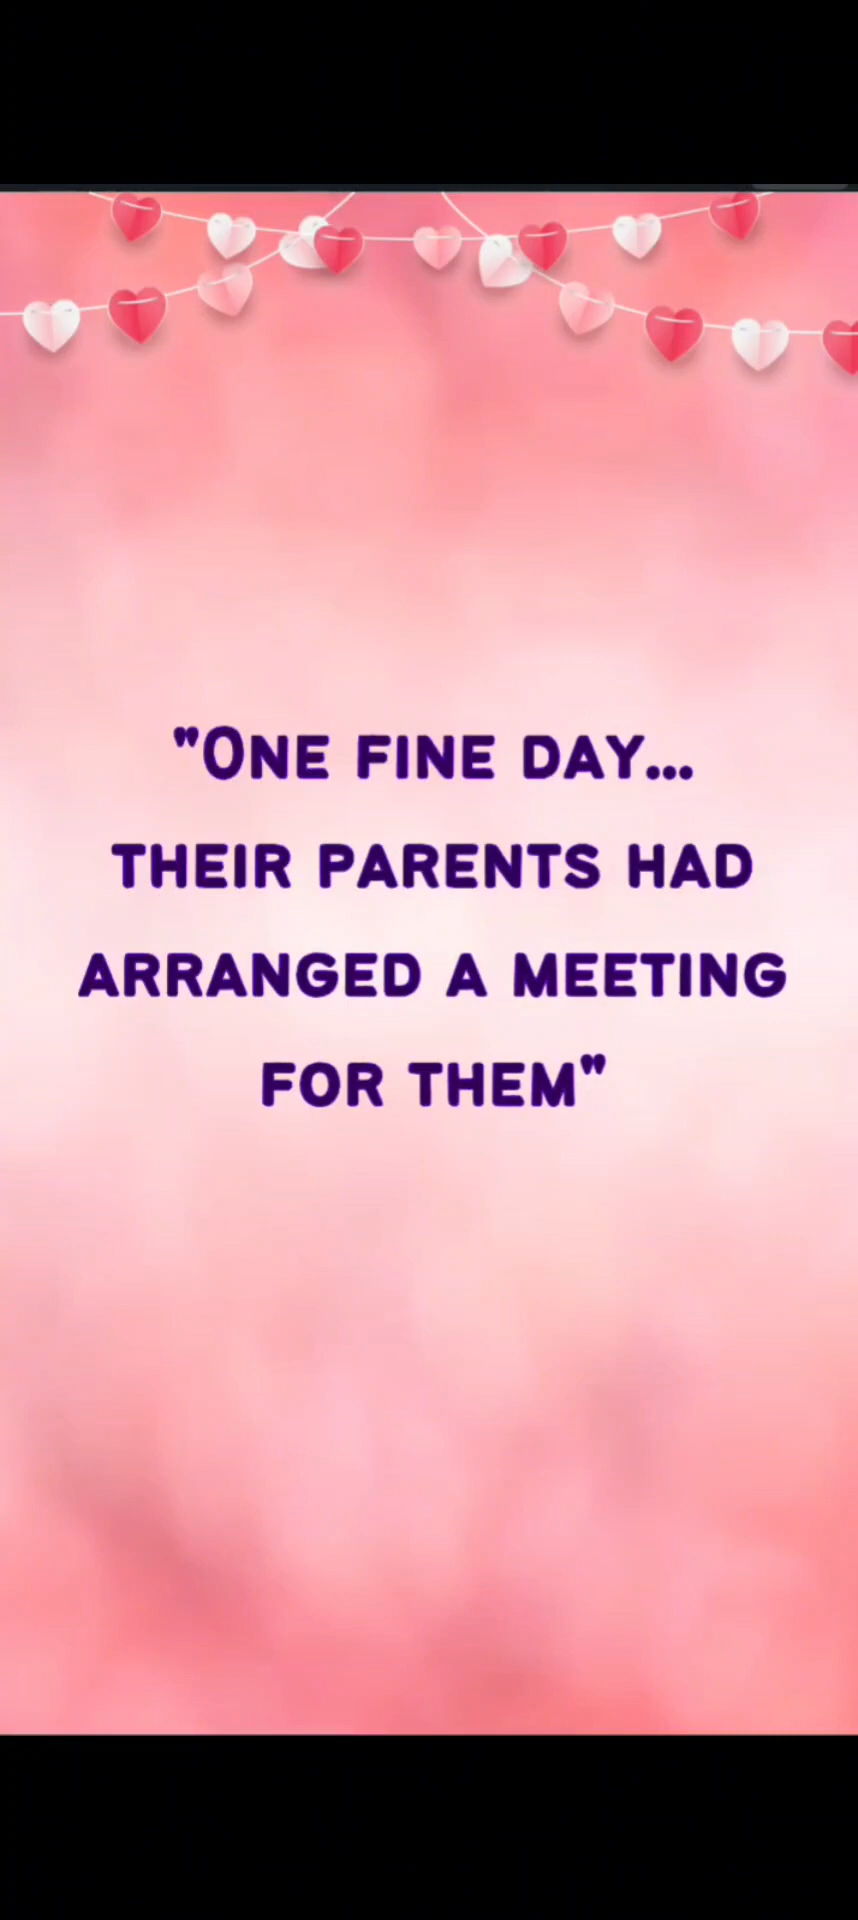 "One fine day...
their parents had
arranged a meeting
for them"